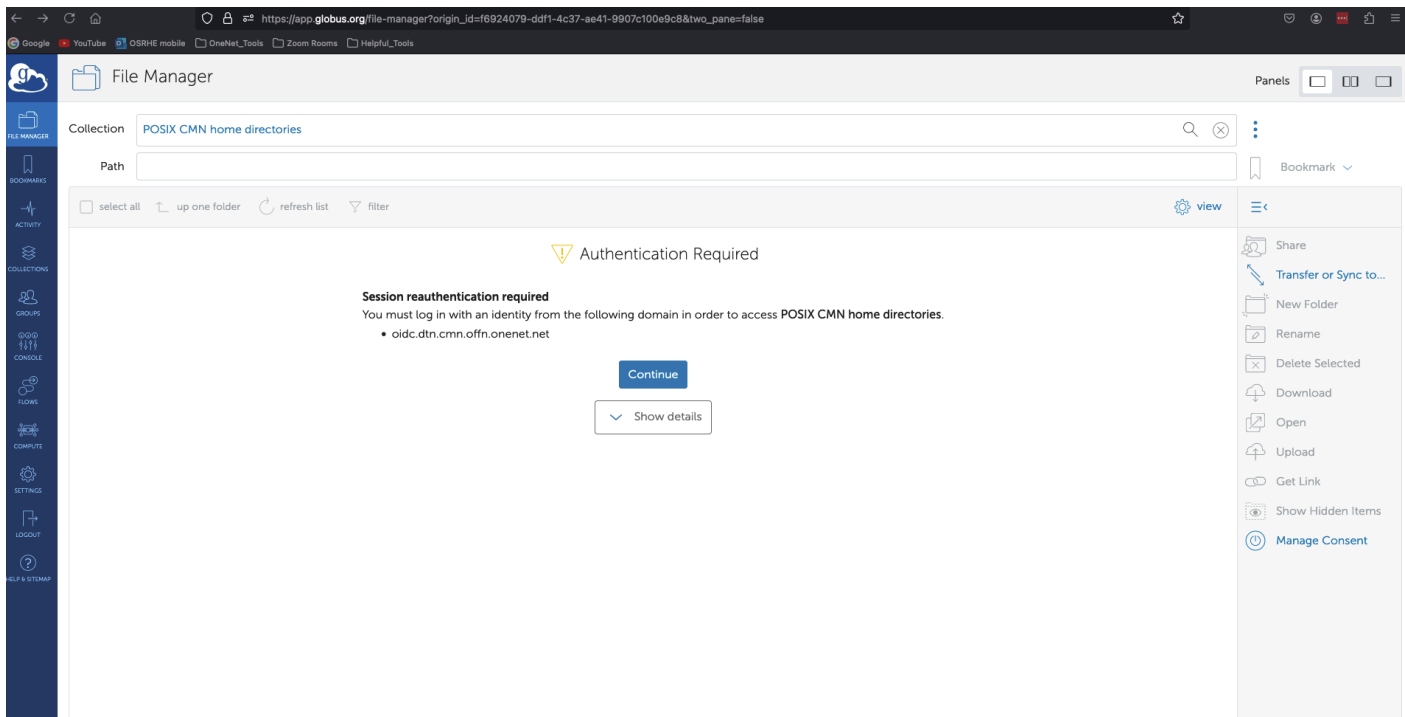 https://app.globus.org/file-manager?origin_id=f6924079-ddf1-4c37-ae41-9907c100e9c8&two_pane=false
Google YouTube OSRHE mobile OneNet_Tools Zoom Rooms Helpful_Tools
File Manager
Panels
FILE MANAGER
Collection POSIX CMN home directories
Path
Bookmark
BOOKMARKS
select all up one folder refresh list filter view
ACTIVITY
Authentication Required
Share
COLLECTIONS
Transfer or Sync to...
Session reauthentication required
New Folder
GROUPS
You must log in with an identity from the following domain in order to access POSIX CMN home directories.
• oidc.dtn.cmn.offn.onenet.net
Rename
CONSOLE
Delete Selected
Continue
Download
FLOWS
Show details
Open
COMPUTE
Upload
Get Link
SETTINGS
Show Hidden Items
LOGOUT
Manage Consent
HELP & SITEMAP